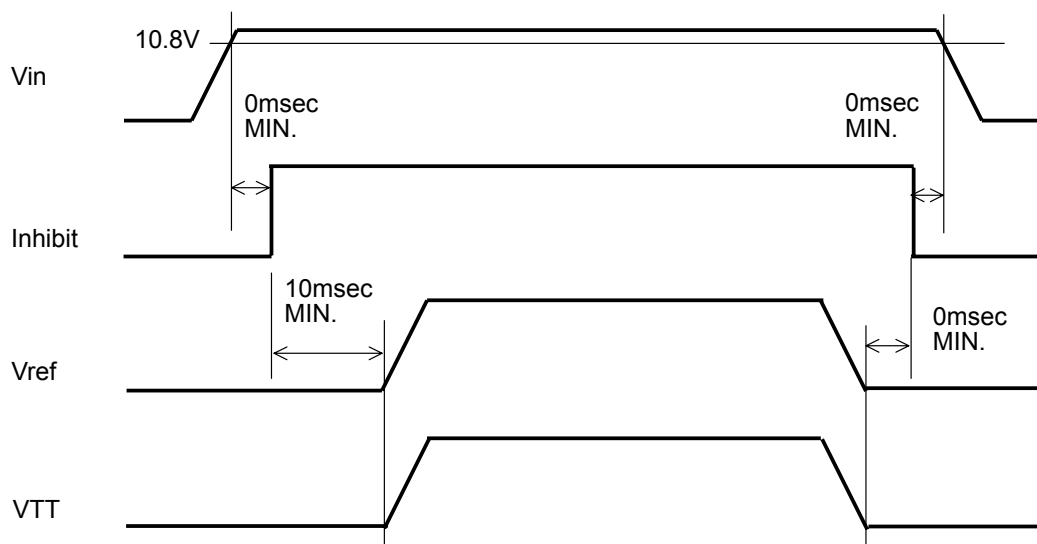 10.8V
Vin
0msec
MIN.
0msec
MIN.
Inhibit
10msec
MIN.
0msec
MIN.
Vref
VTT